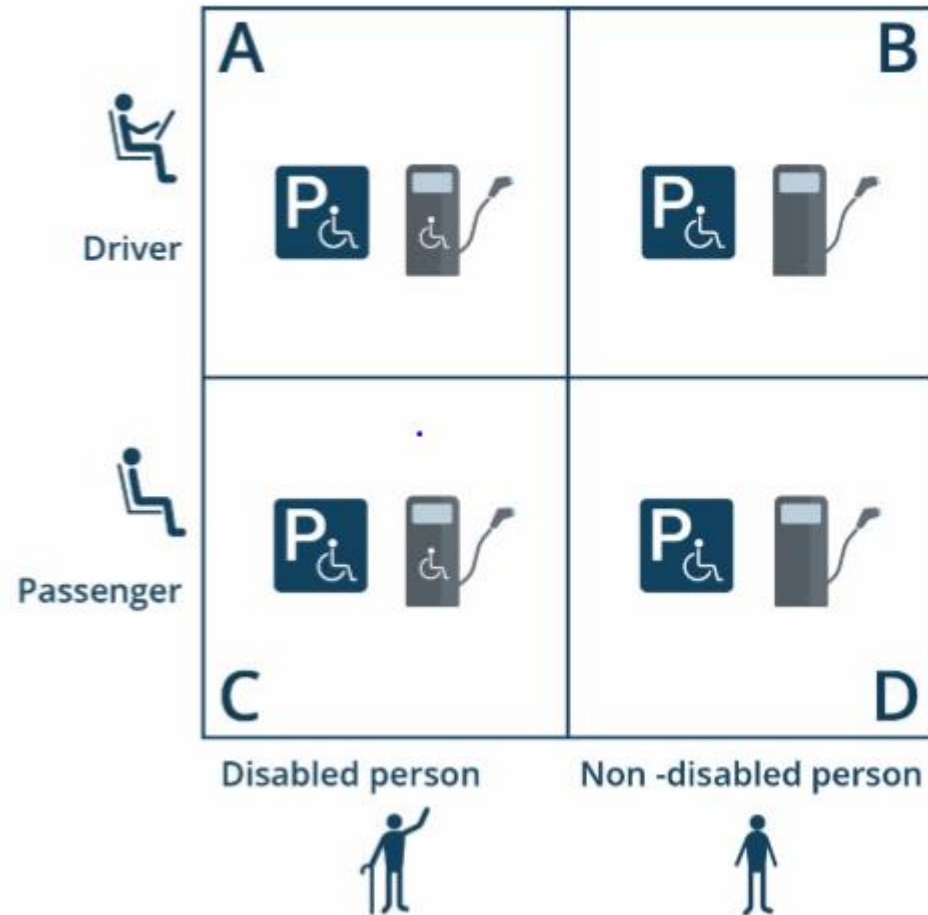 A
B
P
P
Driver
P
P
Passenger
C
D
Disabled person
Non -disabled person